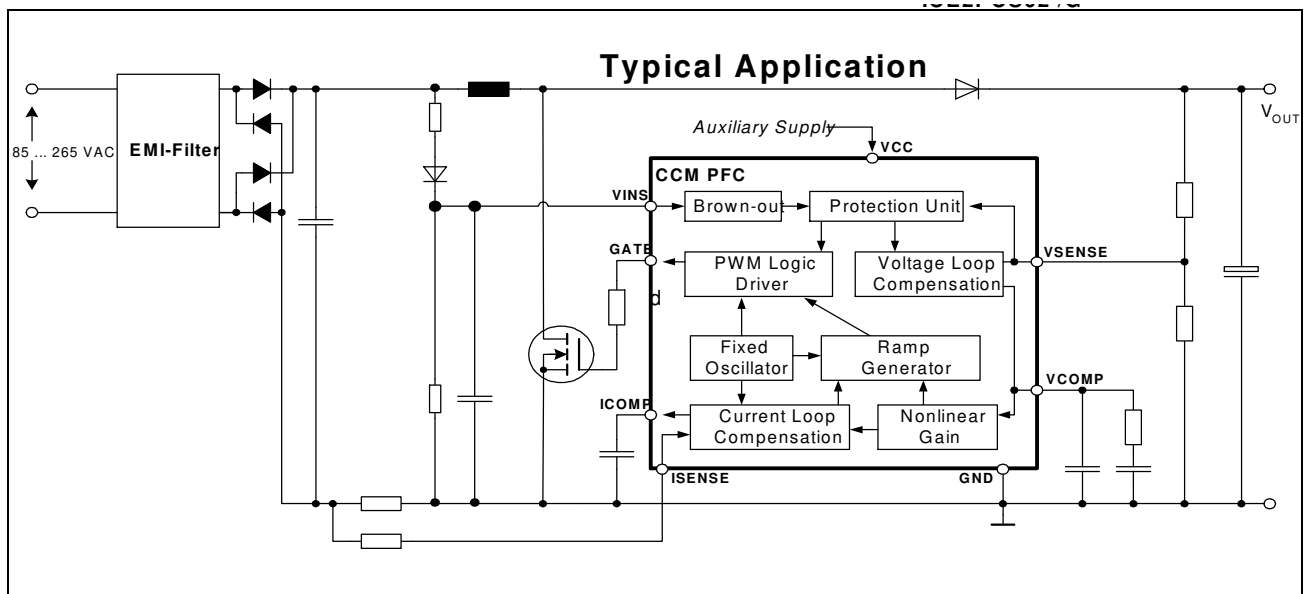 Typical Application
V_OUT
85 ... 265 VAC
EMI-Filter
Auxiliary Supply
VCC
CCM PFC
VINS
Brown-out
Protection Unit
GATE
PWM Logic
Driver
Voltage Loop
Compensation
VSENSE
d
Fixed
Oscillator
Ramp
Generator
VCOMP
ICOMP
Current Loop
Compensation
Nonlinear
Gain
ISENSE
GND